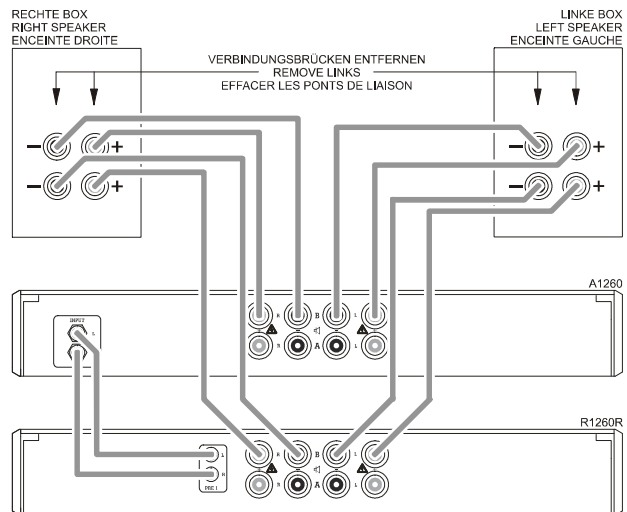 RECHTE BOX
RIGHT SPEAKER
ENCEINTE DROITE
LINKE BOX
LEFT SPEAKER
ENCEINTE GAUCHE
VERBINDUNGSBRÜCKEN ENTFERNEN
REMOVE LINKS
EFFACER LES PONTS DE LIAISON
− + − +
− + − +
A1260
INPUT
L
R B L
R A L
R1260R
L
R
PRE 1
R B L
R A L